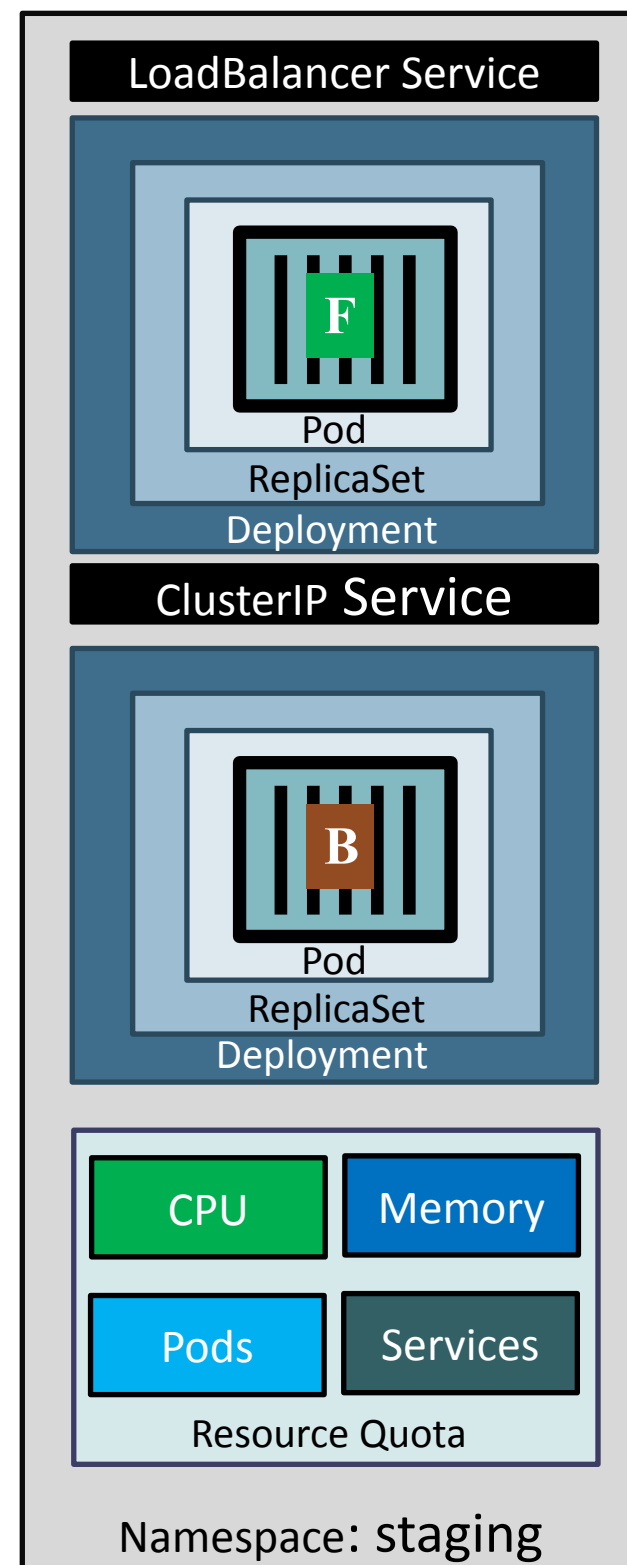 LoadBalancer Service
F
Pod
ReplicaSet
Deployment
ClusterIP Service
B
Pod
ReplicaSet
Deployment
CPU Memory
Pods Services
Resource Quota
Namespace: staging